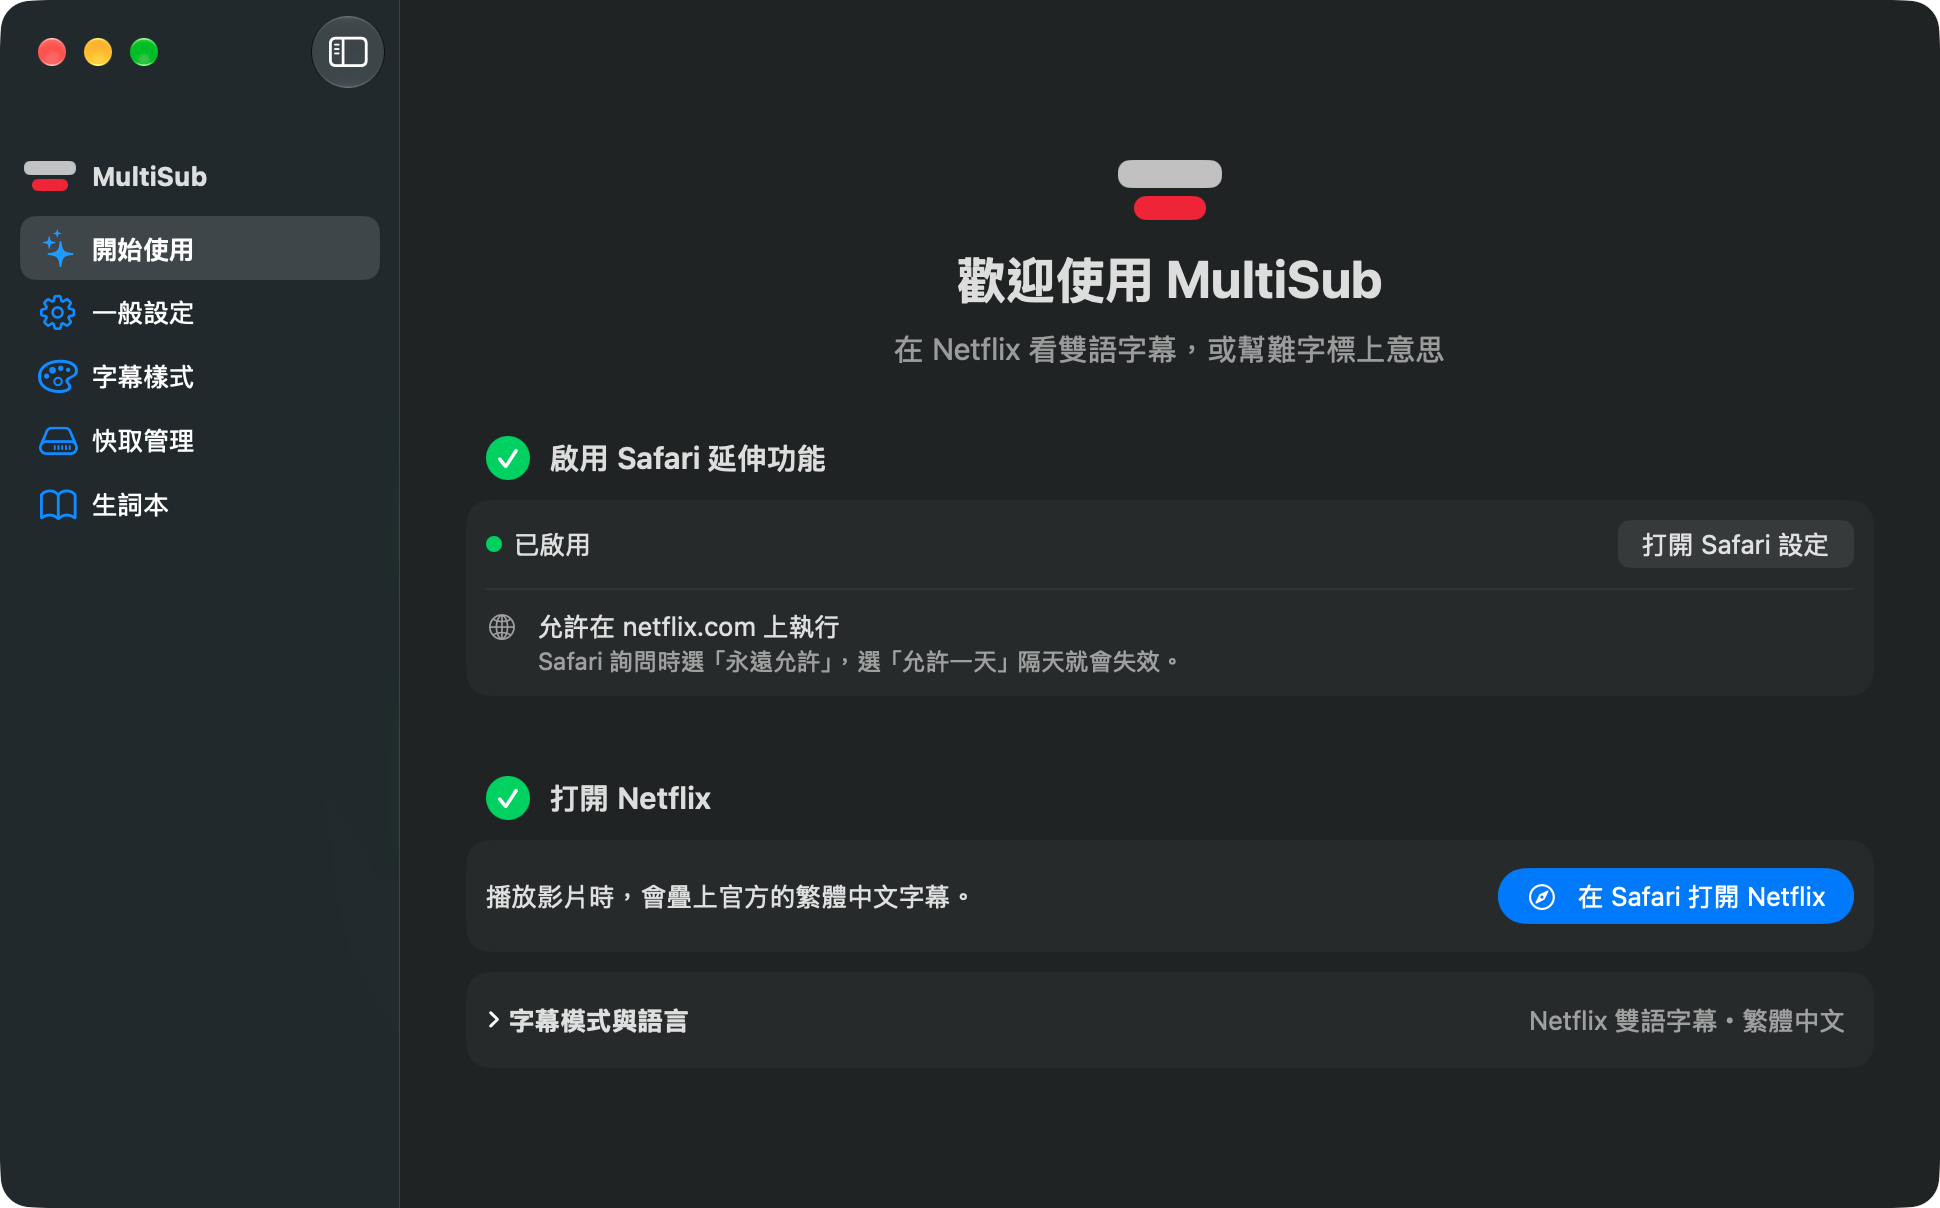 MultiSub
開始使用
一般設定
字幕樣式
快取管理
生詞本
歡迎使用 MultiSub
在 Netflix 看雙語字幕，或幫難字標上意思
啟用 Safari 延伸功能
已啟用
打開 Safari 設定
允許在 netflix.com 上執行
Safari 詢問時選「永遠允許」，選「允許一天」隔天就會失效。
打開 Netflix
播放影片時，會疊上官方的繁體中文字幕。
在 Safari 打開 Netflix
字幕模式與語言
Netflix 雙語字幕・繁體中文